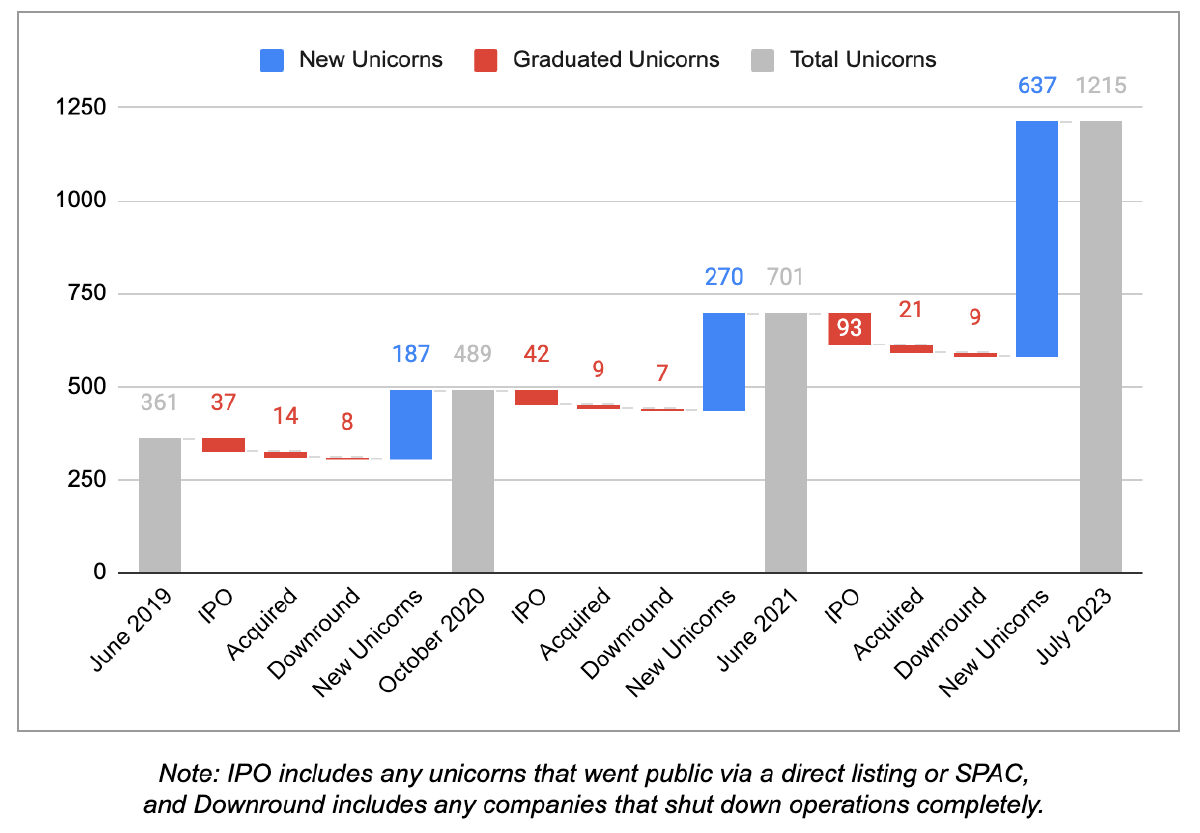 New Unicorns Graduated Unicorns Total Unicorns
637 1215
1250
1000
750
500
250
0
270 701
93 21 9
187 489 42 9 7
361 37 14 8
June 2019 IPO Acquired Downround New Unicorns October 2020 IPO Acquired Downround New Unicorns June 2021 IPO Acquired Downround New Unicorns July 2023
Note: IPO includes any unicorns that went public via a direct listing or SPAC,
and Downround includes any companies that shut down operations completely.